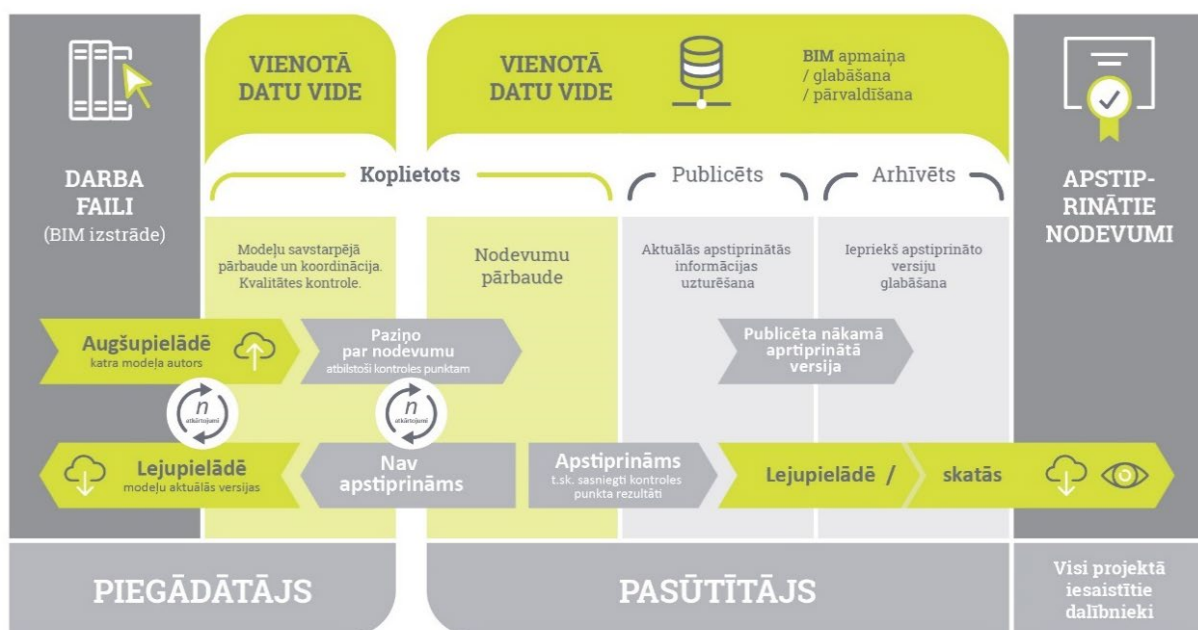 VIENOTĀ
DATU VIDE
VIENOTĀ
DATU VIDE
BIM apmaiņa
/ glabāšana
/ pārvaldīšana
DARBA
FAILI
(BIM izstrāde)
Koplietots
Publicēts
Arhīvēts
APSTIP-
RINĀTIE
NODEVUMI
Modeļu savstarpējā
pārbaude un koordinācija.
Kvalitātes kontrole.
Nodevumu
pārbaude
Aktuālās apstiprinātās
informācijas
uzturēšana
Iepriekš apstiprināto
versiju
glabāšana
Augšupielādē
katra modeļa autors
Paziņo
par nodevumu
atbilstoši kontroles punktam
Publicēta nākamā
aprtiprinātā
versija
n
atkārtojumi
n
atkārtojumi
Lejupielādē
modeļu aktuālās versijas
Nav
apstiprināms
Apstiprināms
t.sk. sasniegti kontroles
punkta rezultāti
Lejupielādē /
skatās
PIEGĀDĀTĀJS
PASŪTĪTĀJS
Visi projektā
iesaistītie
dalībnieki